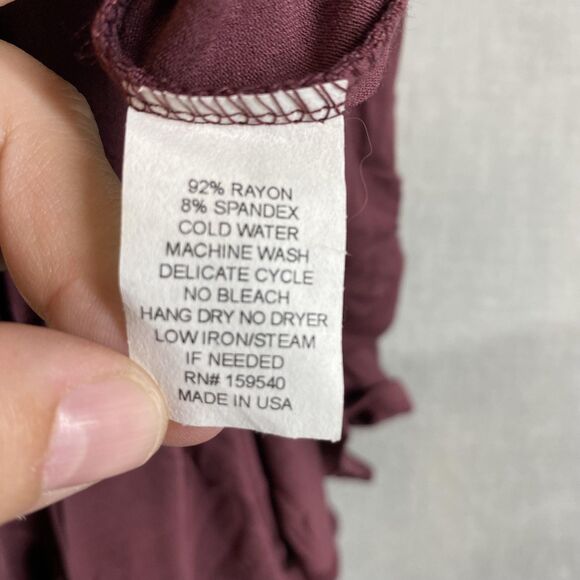 92% RAYON
8% SPANDEX
COLD WATER
MACHINE WASH
DELICATE CYCLE
NO BLEACH
HANG DRY NO DRYER
LOW IRON/STEAM
IF NEEDED
RN# 159540
MADE IN USA